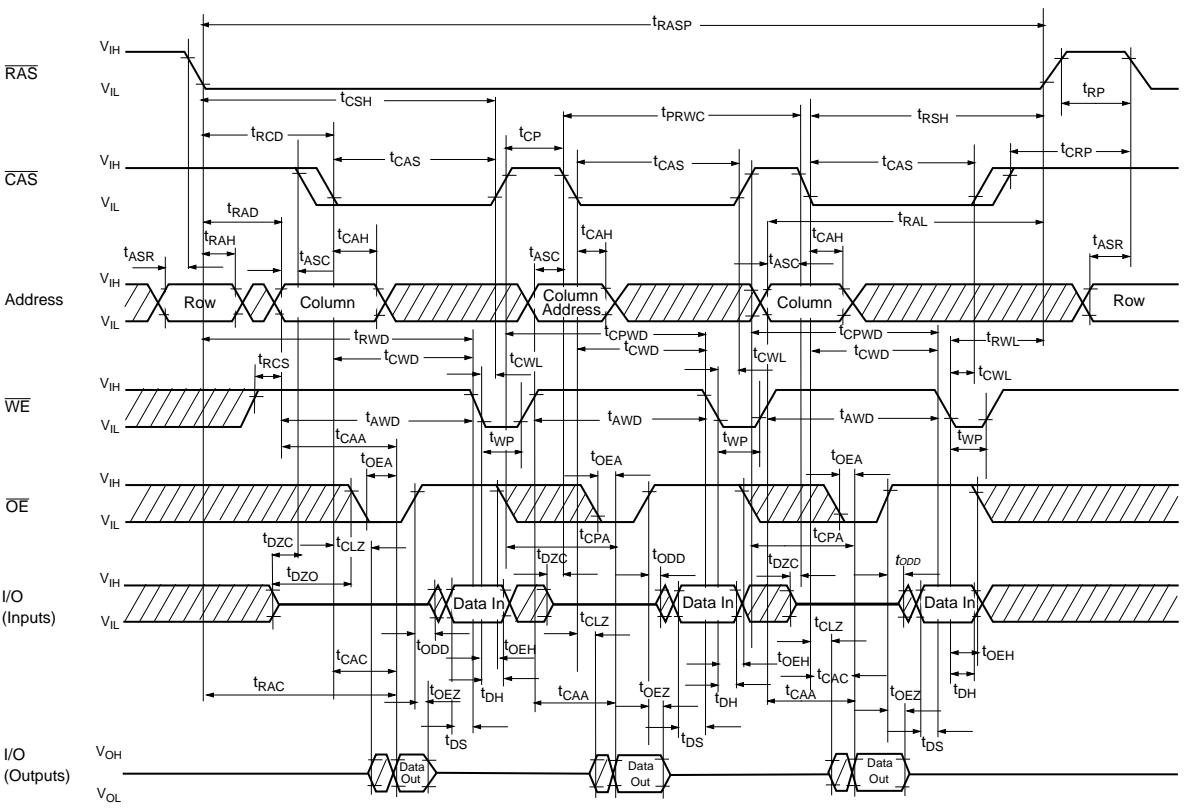 tRASP
VIH
RAS
VIL
tCSH
tPRWC
tRSH
tRP
tRCD
tCP
tCRP
VIH
CAS
VIL
tCAS
tCAS
tCAS
tRAD
tRAL
tASR
tRAH
tASC
tCAH
tASC
tCAH
tASC
tCAH
tASR
VIH
Address
VIL
Row
Column
Column
Address
Column
Row
tRWD
tCPWD
tCPWD
tRWL
tRCS
tCWD
tCWL
tCWD
tCWL
tCWD
tCWL
VIH
WE
VIL
tAWD
tWP
tAWD
tWP
tAWD
tWP
tCAA
tOEA
tOEA
tOEA
VIH
OE
VIL
tDZC
tCLZ
tCPA
tCPA
tDZO
tDZC
tODD
tDZC
tODD
VIH
I/O
(Inputs)
VIL
Data In
Data In
Data In
tODD
tOEH
tCLZ
tOEH
tCLZ
tOEH
tCAC
tCAC
tRAC
tOEZ
tDH
tCAA
tOEZ
tDH
tCAA
tOEZ
tDH
tDS
tDS
tDS
VOH
I/O
(Outputs)
VOL
Data
Out
Data
Out
Data
Out